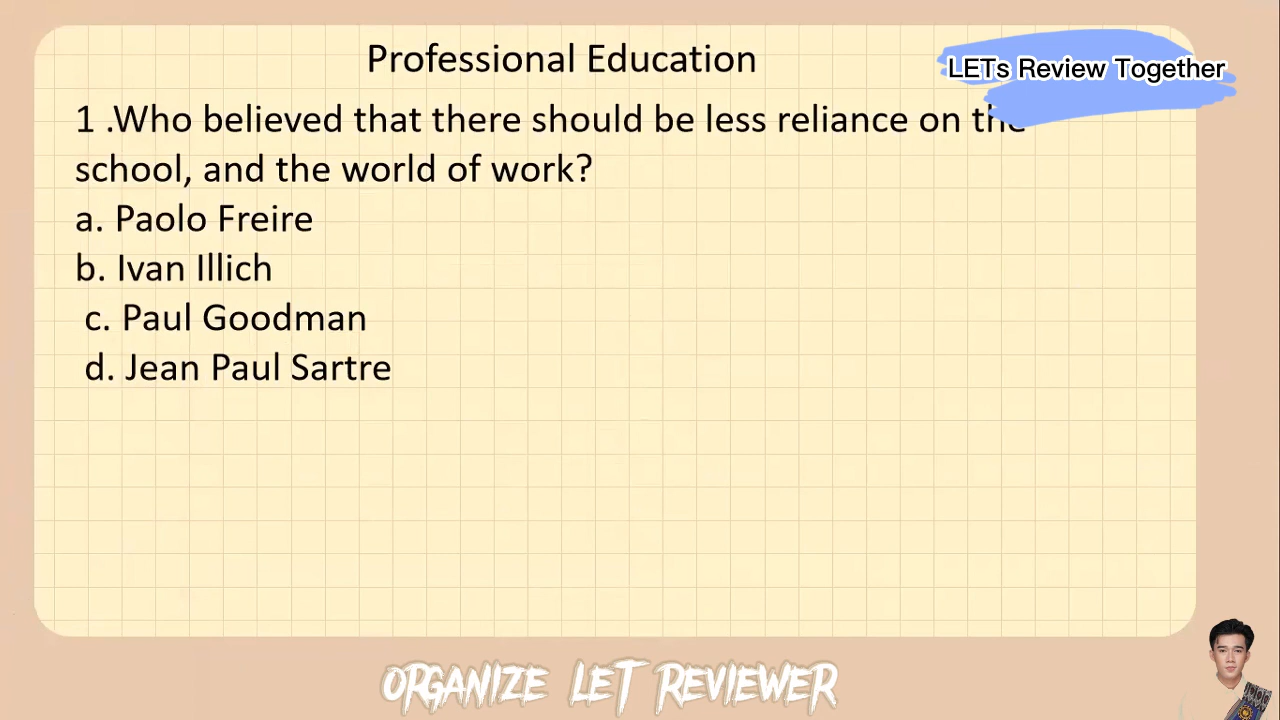 Professional Education
LETs Review Together
1 .Who believed that there should be less reliance on the
school, and the world of work?
a. Paolo Freire
b. Ivan Illich
c. Paul Goodman
d. Jean Paul Sartre
ORGANIZE LET REVIEWER